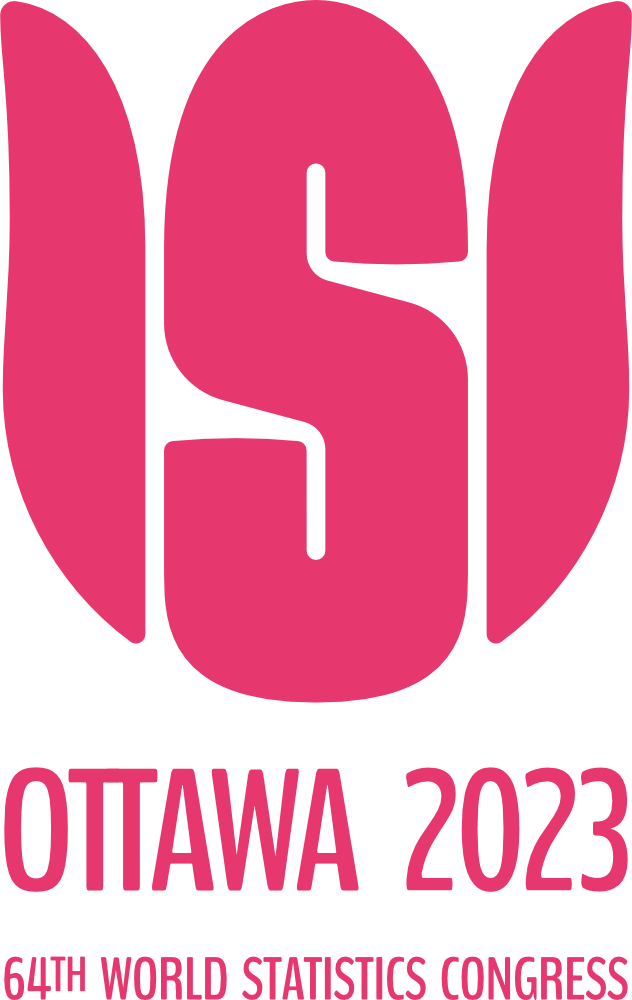 ISI
OTTAWA 2023
64TH WORLD STATISTICS CONGRESS